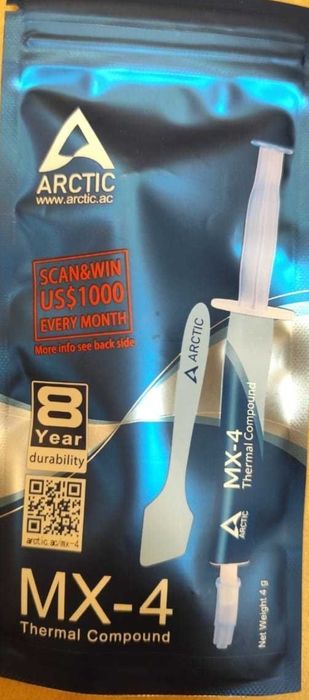 ARCTIC
www.arctic.ac
SCAN&WIN
US$1000
EVERY MONTH
More info see back side
8
Year
durability
arctic.ac/mx-4
ARCTIC
MX-4
Thermal Compound
ARCTIC
Net Weight 4 g
MX-4
Thermal Compound